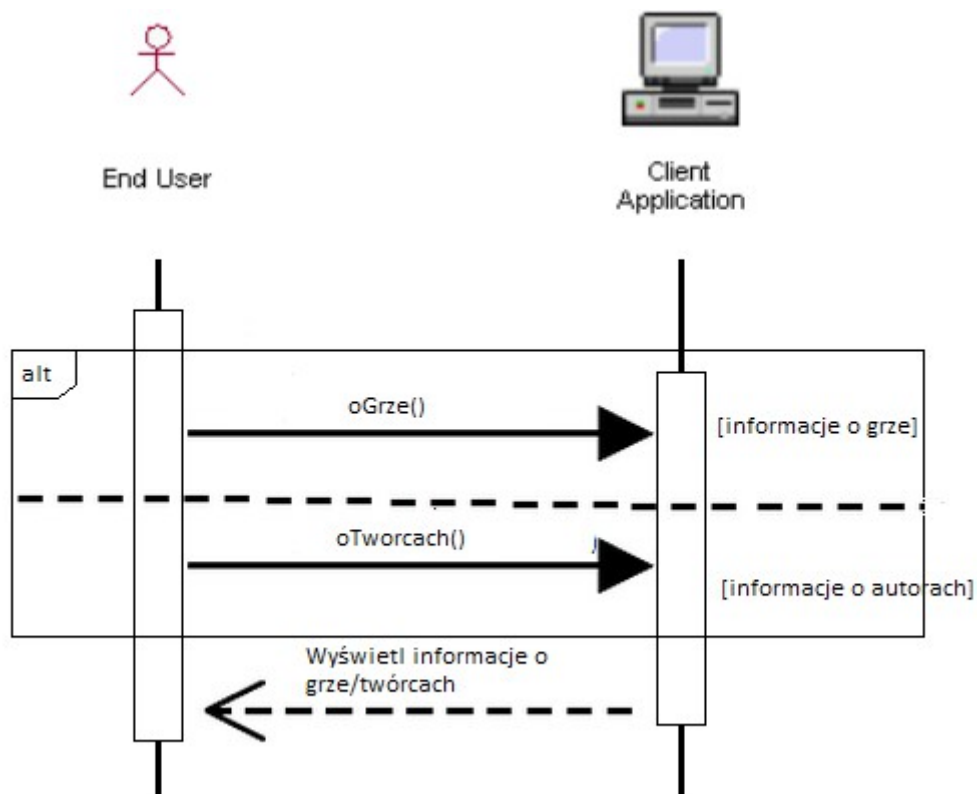 End User
Client
Application
alt
oGrze()
[informacje o grze]
oTworcach()
[informacje o autorach]
Wyświetl informacje o
grze/twórcach